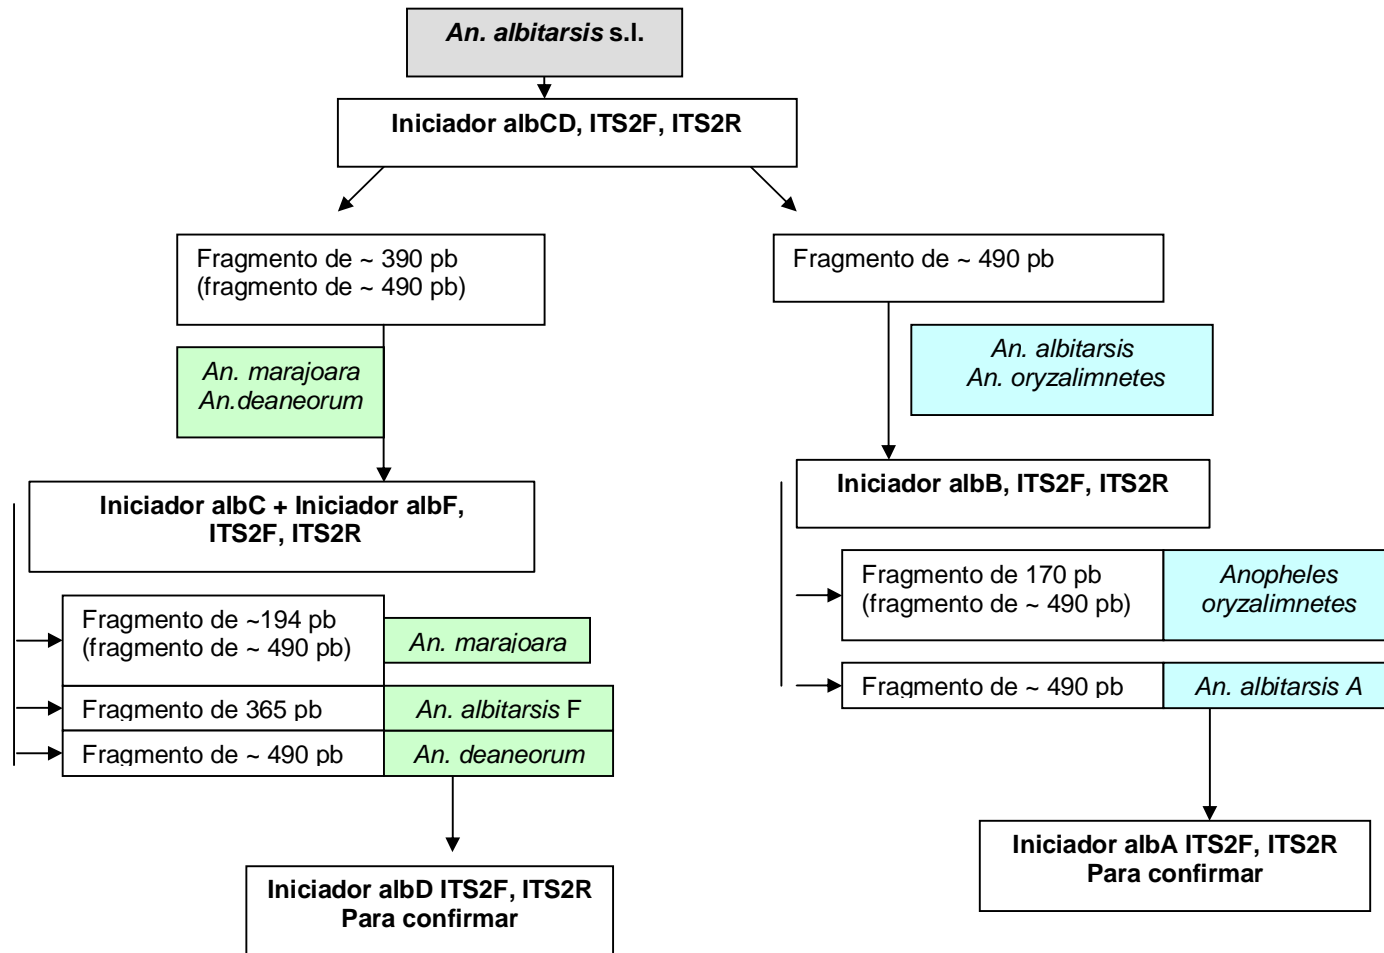 An. albitarsis s.l.
Iniciador albCD, ITS2F, ITS2R
Fragmento de ~ 390 pb
(fragmento de ~ 490 pb)
An. marajoara
An.deaneorum
Iniciador albC + Iniciador albF,
ITS2F, ITS2R
Fragmento de ~194 pb
(fragmento de ~ 490 pb)
An. marajoara
Fragmento de 365 pb
An. albitarsis F
Fragmento de ~ 490 pb
An. deaneorum
Iniciador albD ITS2F, ITS2R
Para confirmar
Fragmento de ~ 490 pb
An. albitarsis
An. oryzalimnetes
Iniciador albB, ITS2F, ITS2R
Fragmento de 170 pb
(fragmento de ~ 490 pb)
Anopheles
oryzalimnetes
Fragmento de ~ 490 pb
An. albitarsis A
Iniciador albA ITS2F, ITS2R
Para confirmar